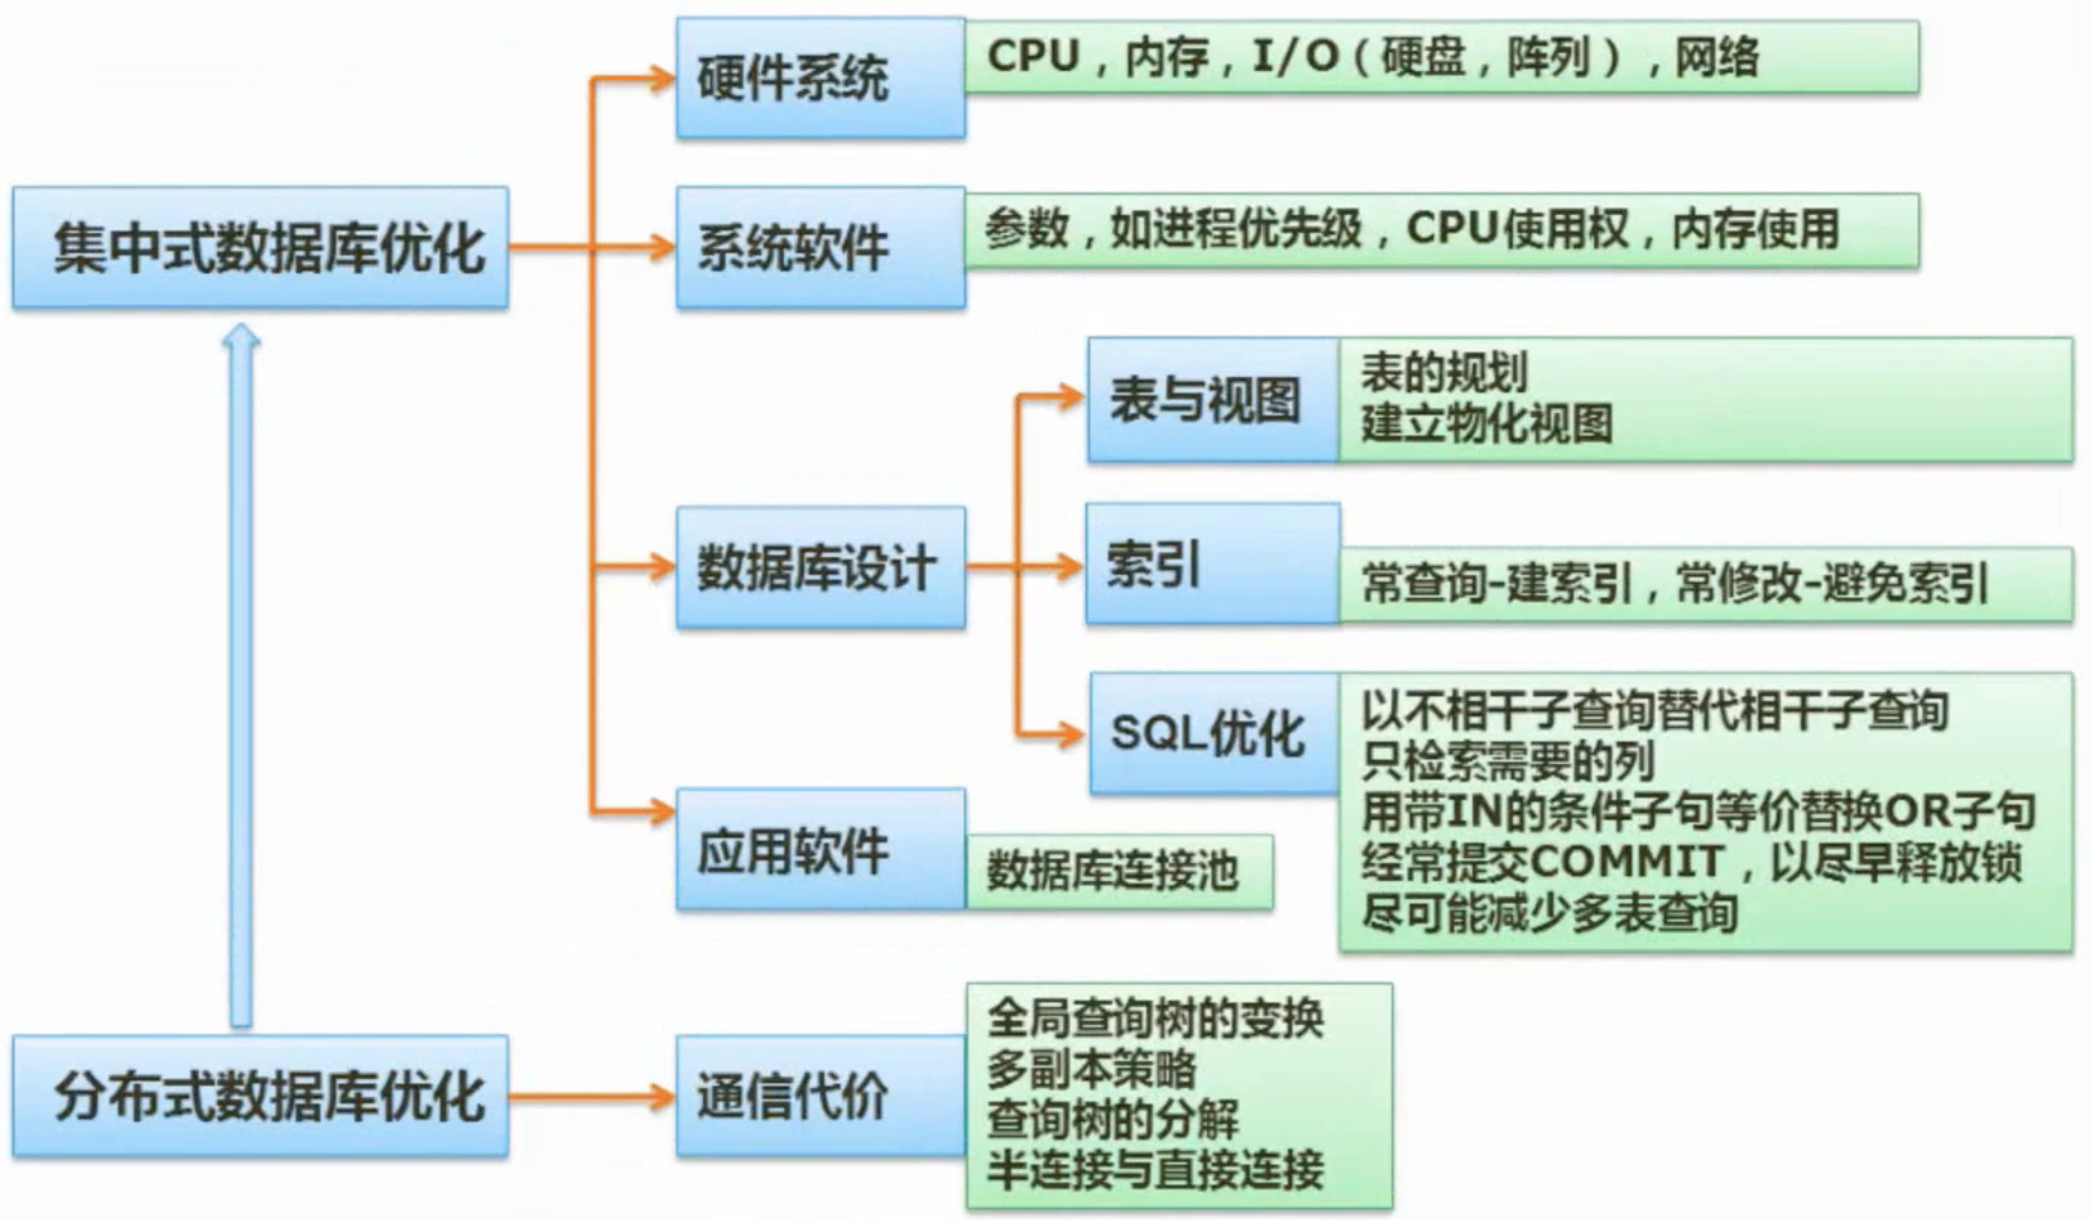 硬件系统
CPU，内存，I/O（硬盘，阵列），网络
集中式数据库优化
系统软件
参数，如进程优先级，CPU使用权，内存使用
表与视图
表的规划
建立物化视图
数据库设计
索引
常查询-建索引，常修改-避免索引
SQL优化
以不相干子查询替代相干子查询
只检索需要的列
用带IN的条件子句等价替换OR子句
经常提交COMMIT，以尽早释放锁
尽可能减少多表查询
应用软件
数据库连接池
分布式数据库优化
通信代价
全局查询树的变换
多副本策略
查询树的分解
半连接与直接连接